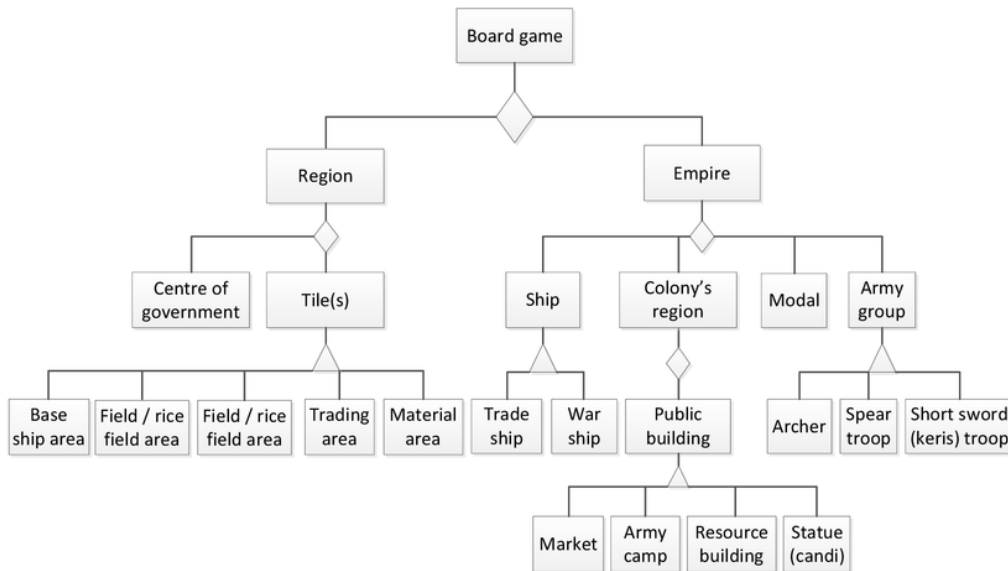 Board game
Region
Empire
Centre of
government
Tile(s)
Ship
Colony's
region
Modal
Army
group
Base
ship area
Field / rice
field area
Field / rice
field area
Trading
area
Material
area
Trade
ship
War
ship
Public
building
Archer
Spear
troop
Short sword
(keris) troop
Market
Army
camp
Resource
building
Statue
(candi)